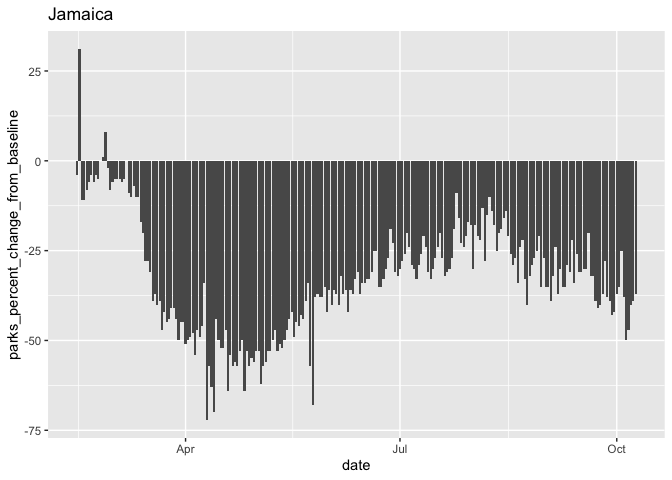 Jamaica
parks_percent_change_from_baseline
25
0
-25
-50
-75
Apr
Jul
Oct
date